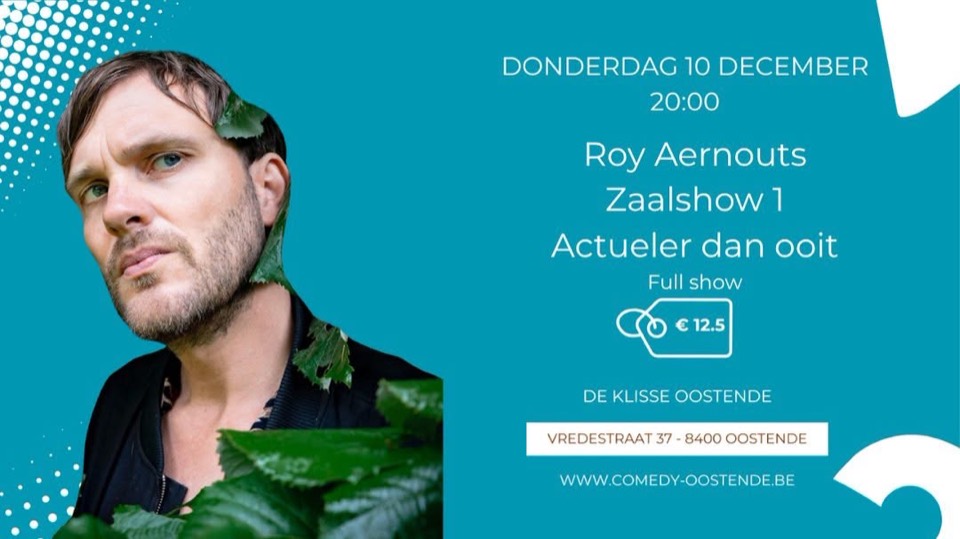 DONDERDAG 10 DECEMBER
20:00
Roy Aernouts
Zaalshow 1
Actueler dan ooit
Full show
€ 12.5
DE KLISSE OOSTENDE
VREDESTRAAT 37 - 8400 OOSTENDE
WWW.COMEDY-OOSTENDE.BE